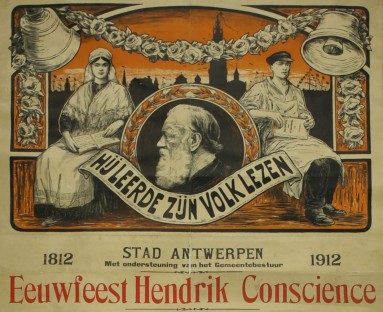 HIJ LEERDE ZIJN VOLK LEZEN
1812 STAD ANTWERPEN 1912
Met ondersteuning van het Gemeentebestuur
Eeuwfeest Hendrik Conscience